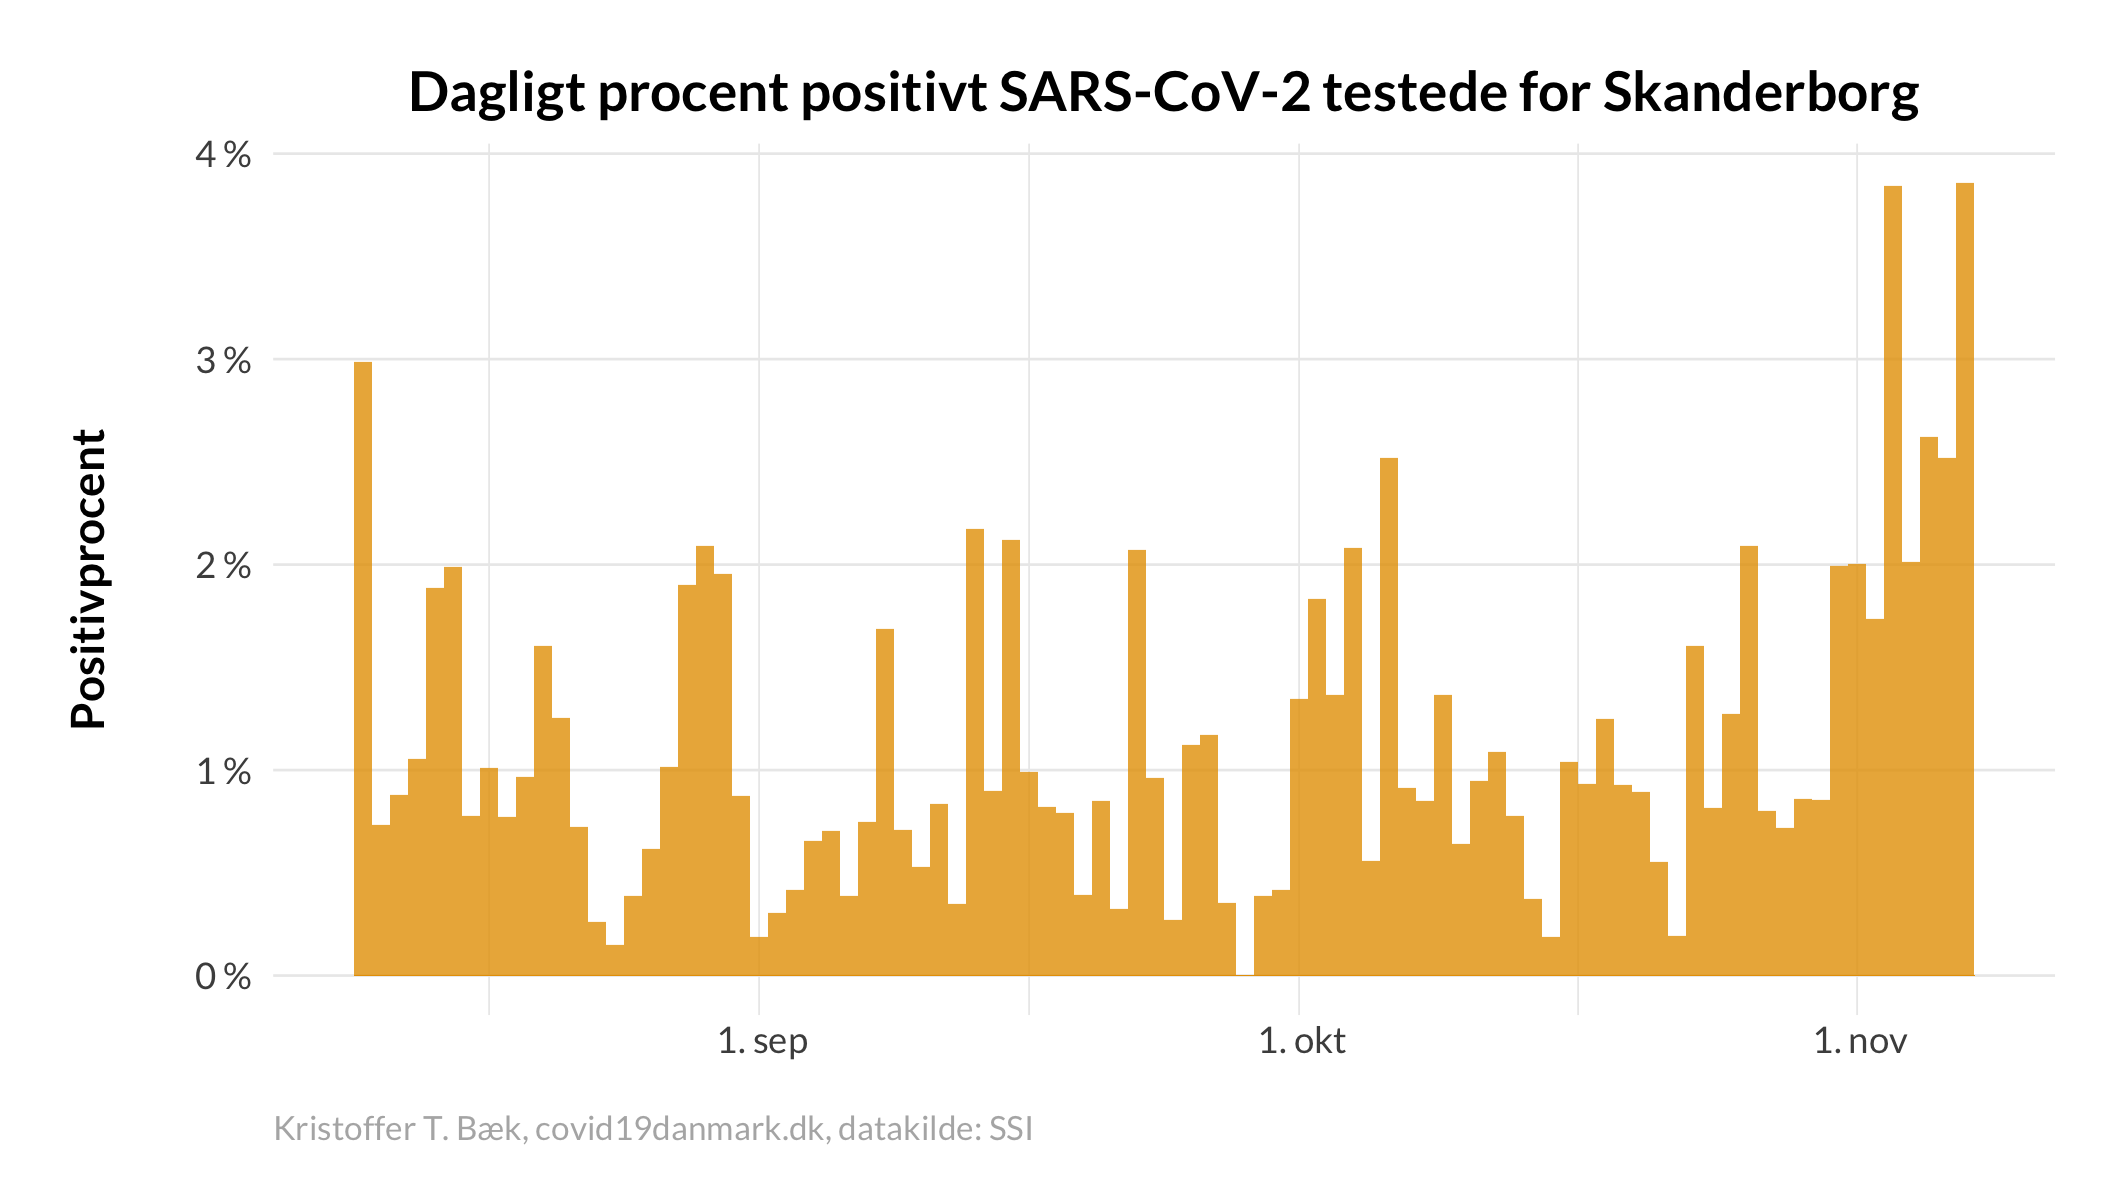 Dagligt procent positivt SARS-CoV-2 testede for Skanderborg
4 %
3 %
2 %
1 %
0 %
Positivprocent
1. sep
1. okt
1. nov
Kristoffer T. Bæk, covid19danmark.dk, datakilde: SSI